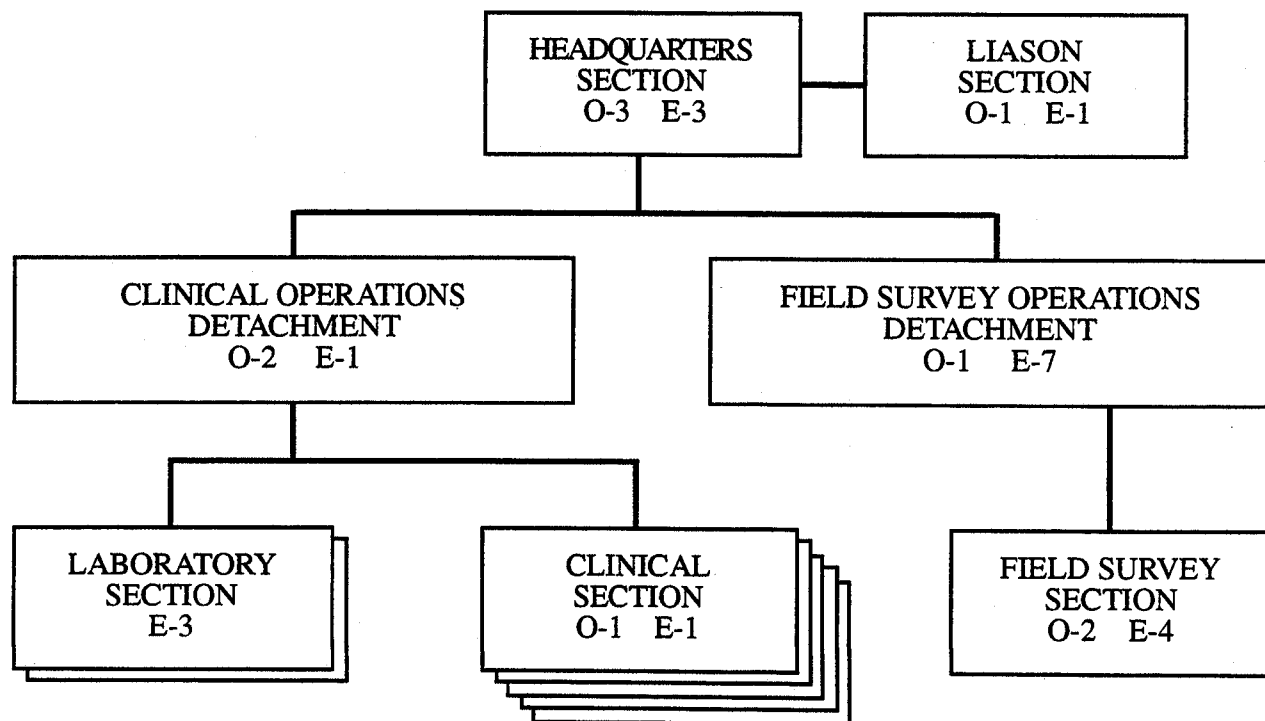 HEADQUARTERS
SECTION
O-3 E-3
LIASON
SECTION
O-1 E-1
CLINICAL OPERATIONS
DETACHMENT
O-2 E-1
FIELD SURVEY OPERATIONS
DETACHMENT
O-1 E-7
LABORATORY
SECTION
E-3
CLINICAL
SECTION
O-1 E-1
FIELD SURVEY
SECTION
O-2 E-4